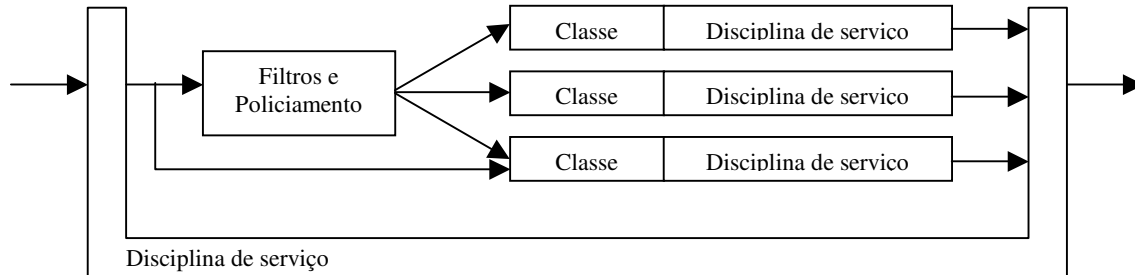 Classe Disciplina de serviço
Filtros e
Policiamento
Classe Disciplina de serviço
Classe Disciplina de serviço
Disciplina de serviço